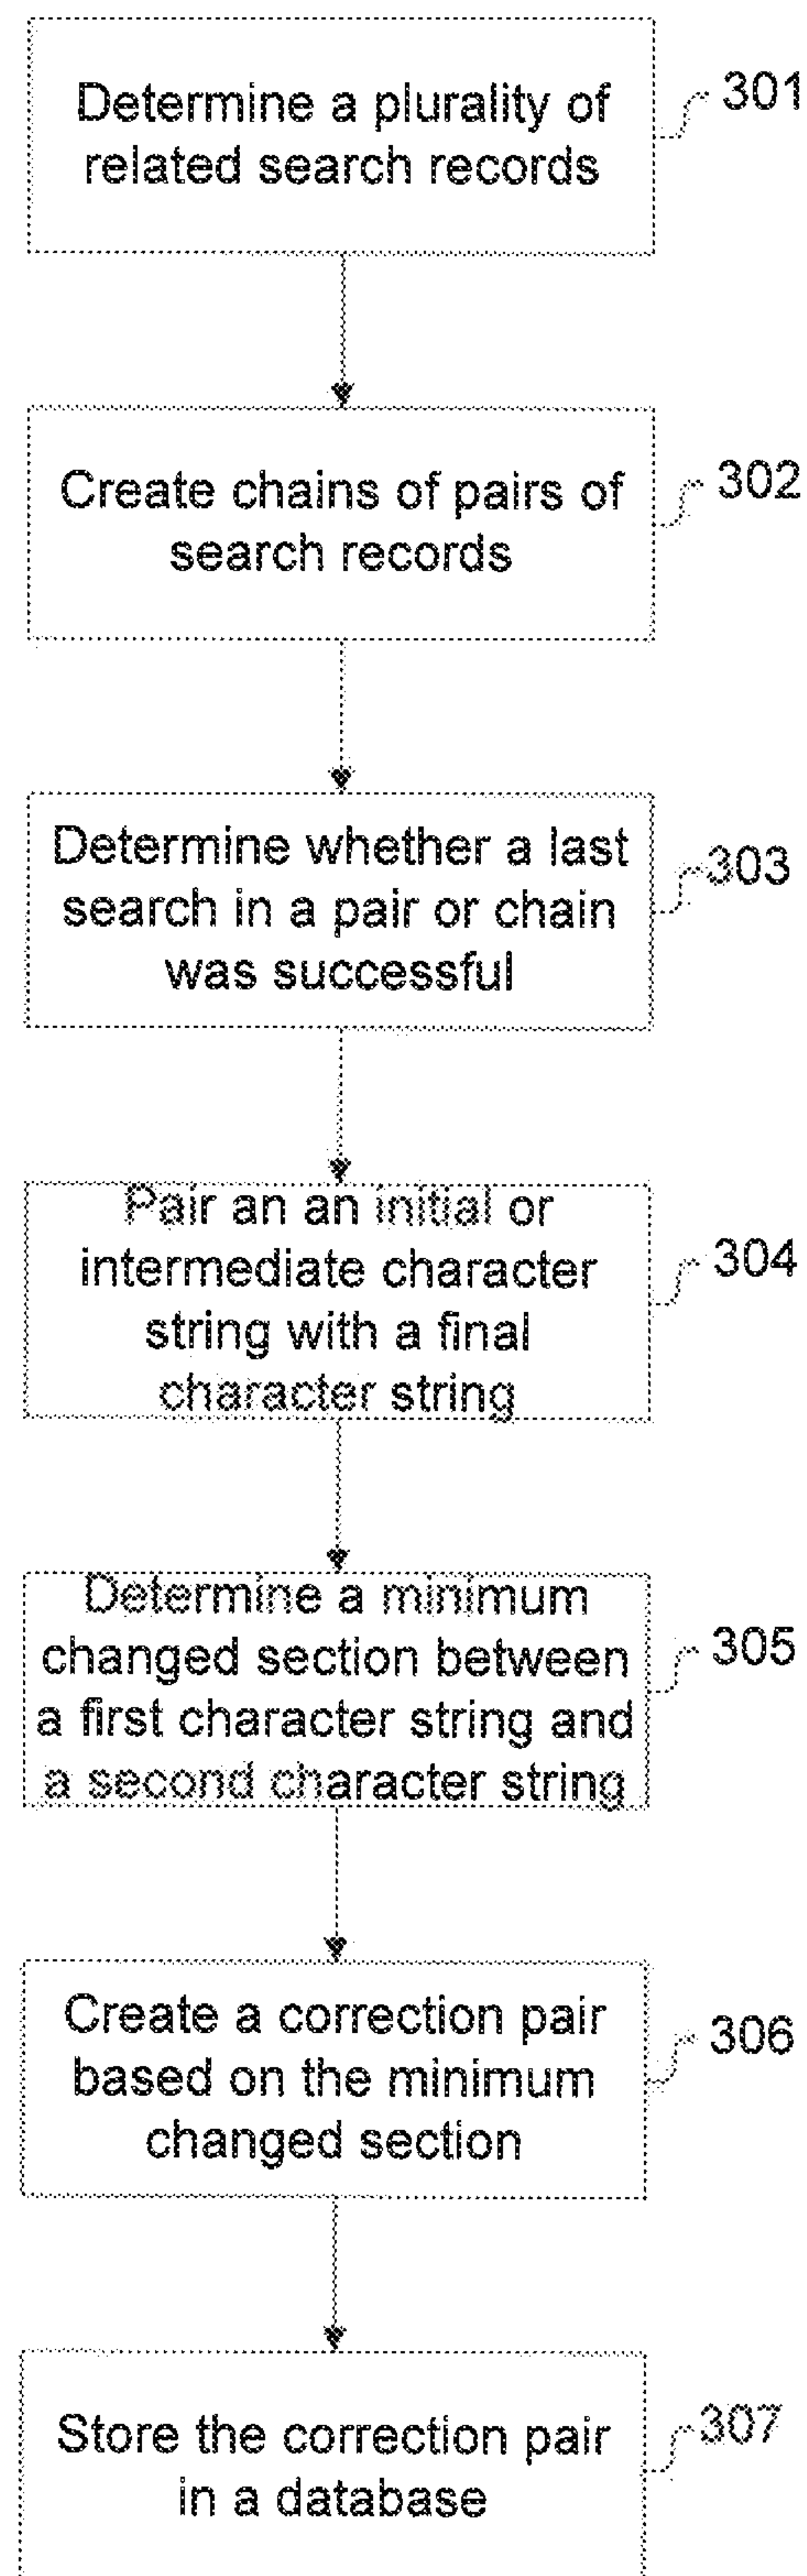 Determine a plurality of
related search records
301
Create chains of pairs of
search records
302
Determine whether a last
search in a pair or chain
was successful
303
Pair an an initial or
intermediate character
string with a final
character string
304
Determine a minimum
changed section between
a first character string and
a second character string
305
Create a correction pair
based on the minimum
changed section
306
Store the correction pair
in a database
307